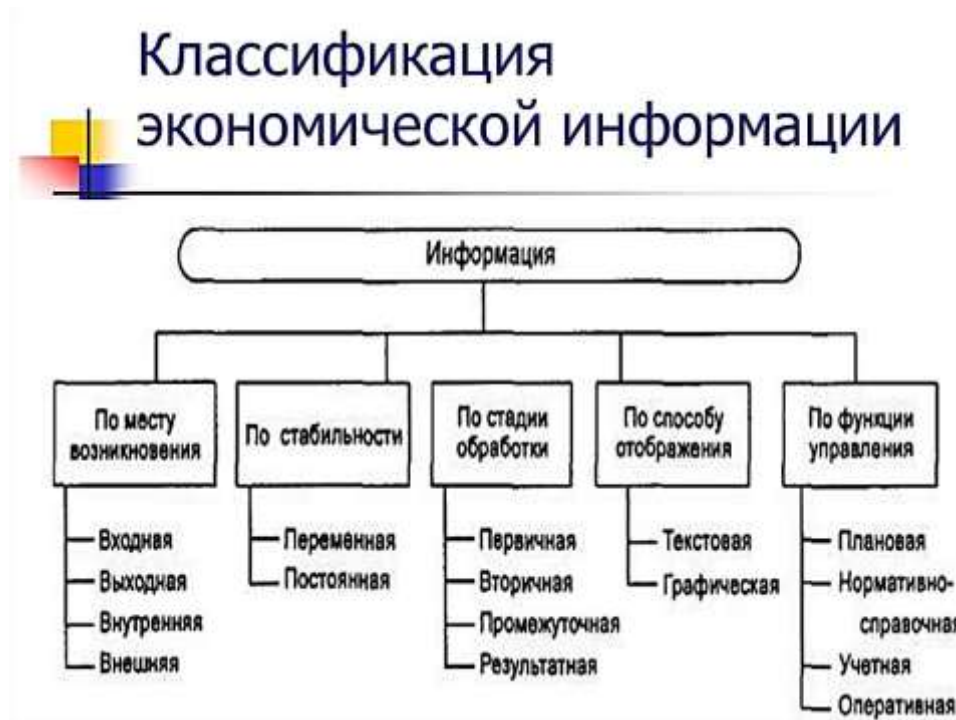 Классификация
экономической информации
Информация
По месту
возникновения
Входная
Выходная
Внутренняя
Внешняя
По стабильности
Переменная
Постоянная
По стадии
обработки
Первичная
Вторичная
Промежуточная
Результатная
По способу
отображения
Текстовая
Графическая
По функции
управления
Плановая
Нормативно-
справочная
Учетная
Оперативная